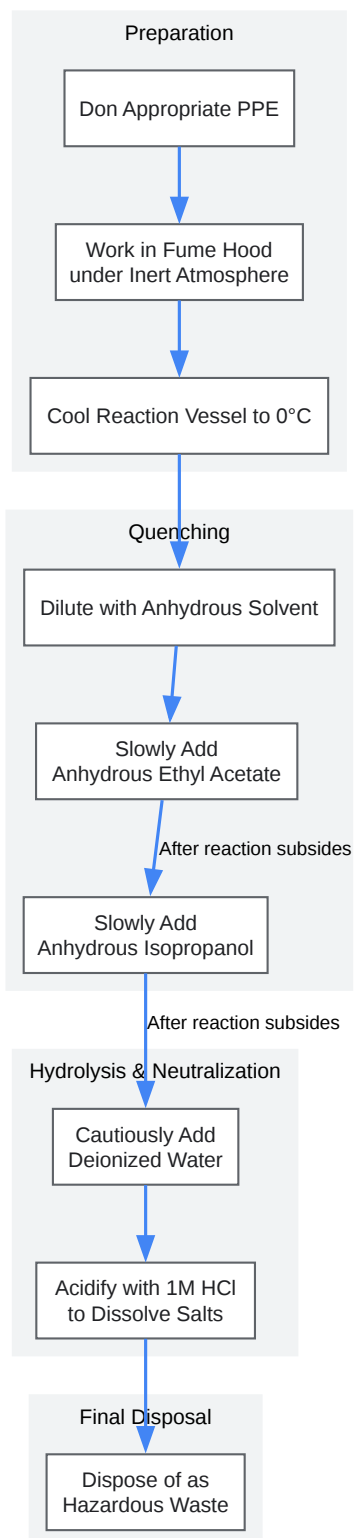 Preparation
Don Appropriate PPE
Work in Fume Hood
under Inert Atmosphere
Cool Reaction Vessel to 0°C
Quenching
Dilute with Anhydrous Solvent
Slowly Add
Anhydrous Ethyl Acetate
After reaction subsides
Slowly Add
Anhydrous Isopropanol
After reaction subsides
Hydrolysis & Neutralization
Cautiously Add
Deionized Water
Acidify with 1M HCl
to Dissolve Salts
Final Disposal
Dispose of as
Hazardous Waste